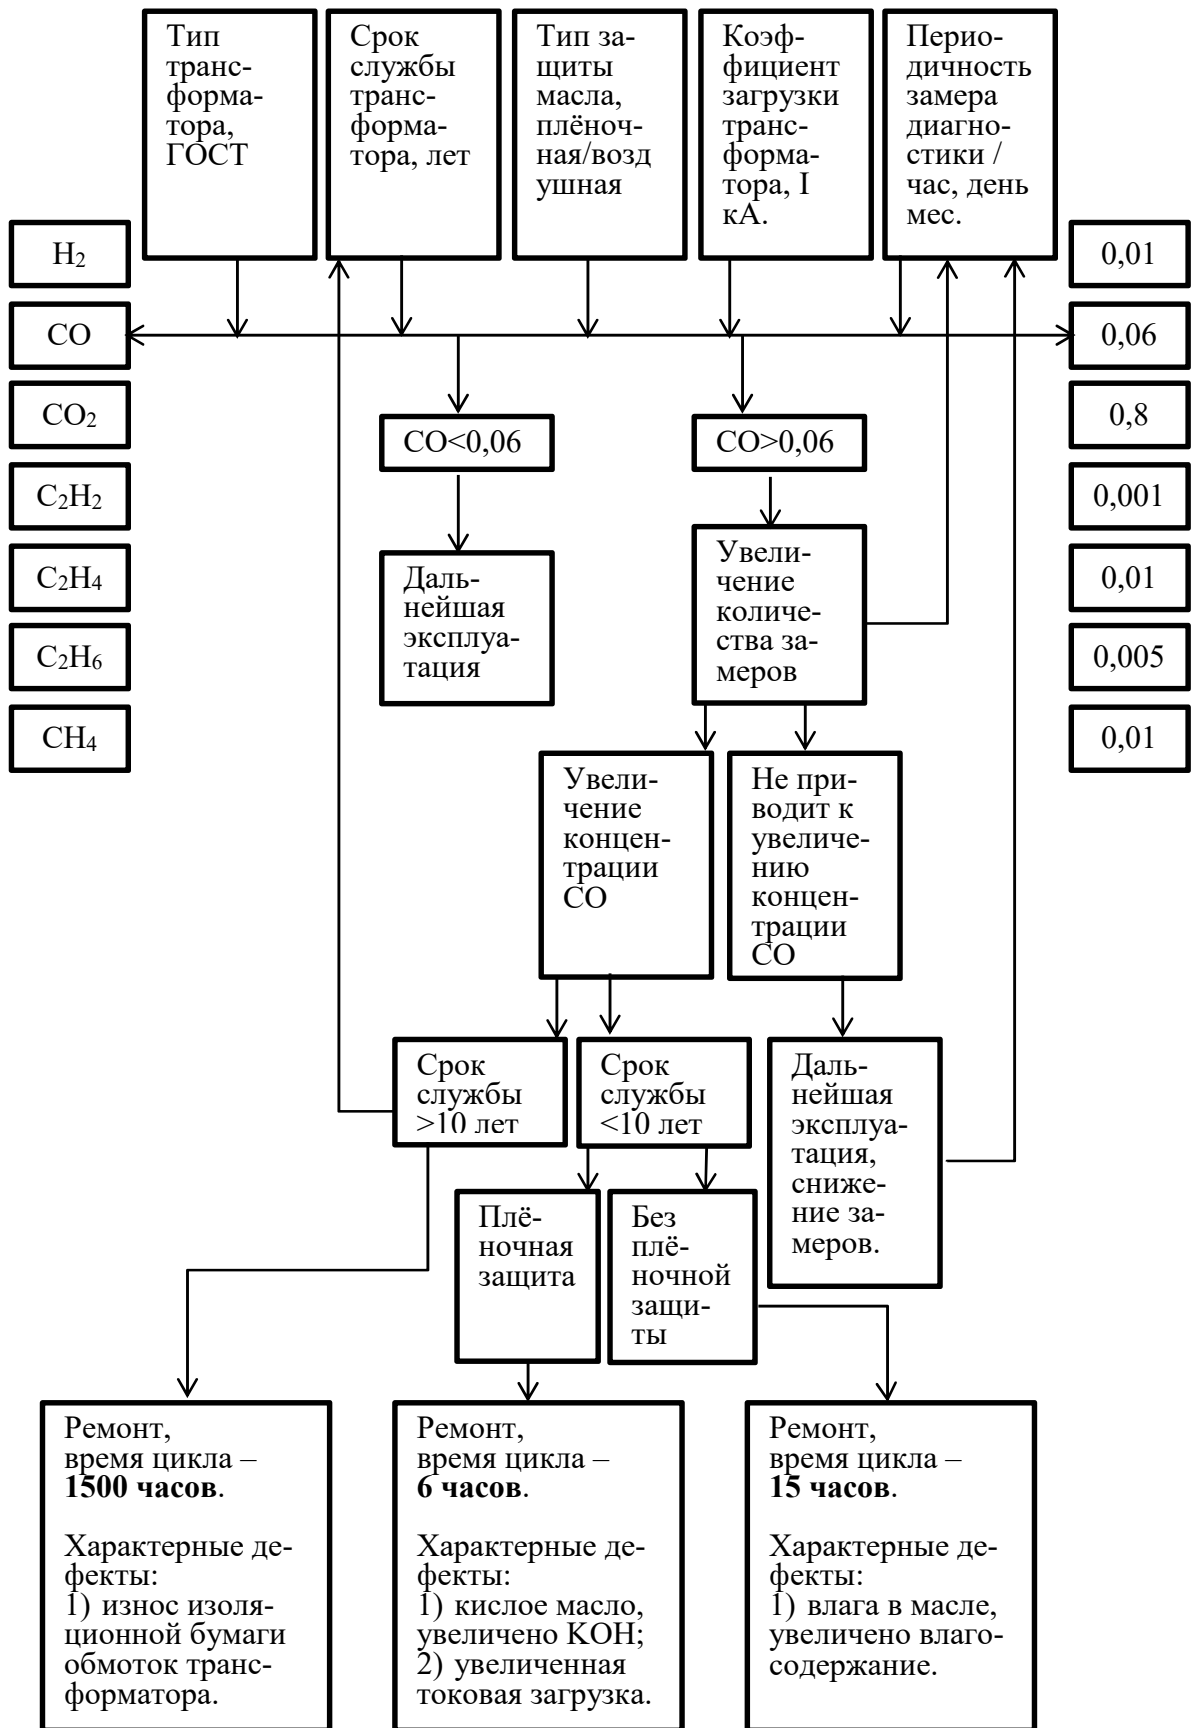 Тип
транс-
форма-
тора,
ГОСТ
Срок
службы
транс-
форма-
тора, лет
Тип за-
щиты
масла,
плёноч-
ная/возд
ушная
Коэф-
фициент
загрузки
транс-
форма-
тора, I
кА.
Перио-
дичность
замера
диагно-
стики /
час, день
мес.
H₂
0,01
CO
0,06
CO₂
0,8
C₂H₂
0,001
C₂H₄
0,01
C₂H₆
0,005
CH₄
0,01
CO<0,06
CO>0,06
Даль-
нейшая
эксплуа-
тация
Увели-
чение
количе-
ства за-
меров
Увели-
чение
концен-
трации
CO
Не при-
водит к
увеличе-
нию
концен-
трации
CO
Срок
службы
>10 лет
Срок
службы
<10 лет
Даль-
нейшая
эксплуа-
тация,
сниже-
ние за-
меров.
Плё-
ночная
защита
Без
плё-
ночной
защи-
ты
Ремонт,
время цикла –
1500 часов.
Характерные де-
фекты:
1) износ изоля-
ционной бумаги
обмоток транс-
форматора.
Ремонт,
время цикла –
6 часов.
Характерные де-
фекты:
1) кислое масло,
увеличено KOH;
2) увеличенная
токовая загрузка.
Ремонт,
время цикла –
15 часов.
Характерные де-
фекты:
1) влага в масле,
увеличено влаго-
содержание.